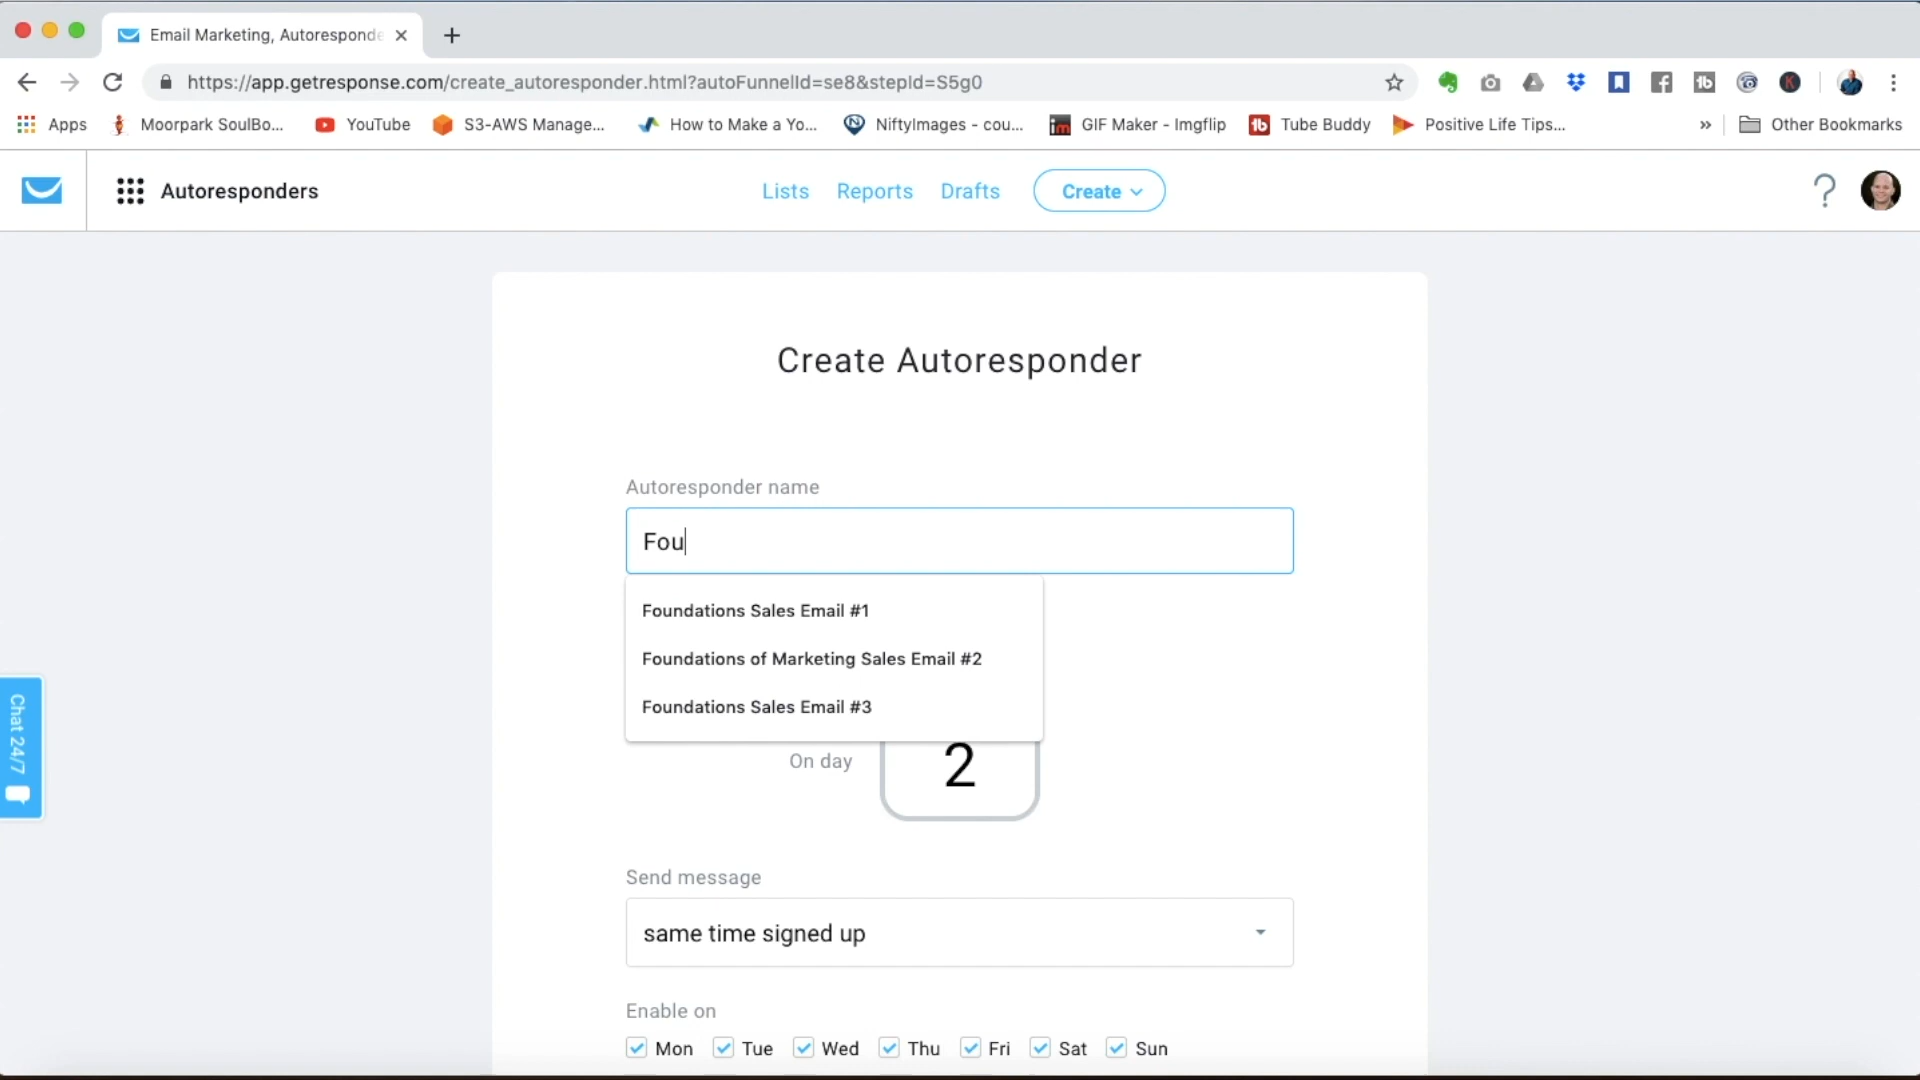 Email Marketing, Autoresponde
https://app.getresponse.com/create_autoresponder.html?autoFunnelId=se8&stepId=S5g0
Apps Moorpark SoulBo... YouTube S3-AWS Manage... How to Make a Yo... NiftyImages - cou... GIF Maker - Imgflip Tube Buddy Positive Life Tips... » Other Bookmarks
Autoresponders Lists Reports Drafts Create ?
Create Autoresponder
Autoresponder name
Fou
Foundations Sales Email #1
Foundations of Marketing Sales Email #2
Foundations Sales Email #3
On day 2
Chat 24/7
Send message
same time signed up
Enable on
Mon Tue Wed Thu Fri Sat Sun